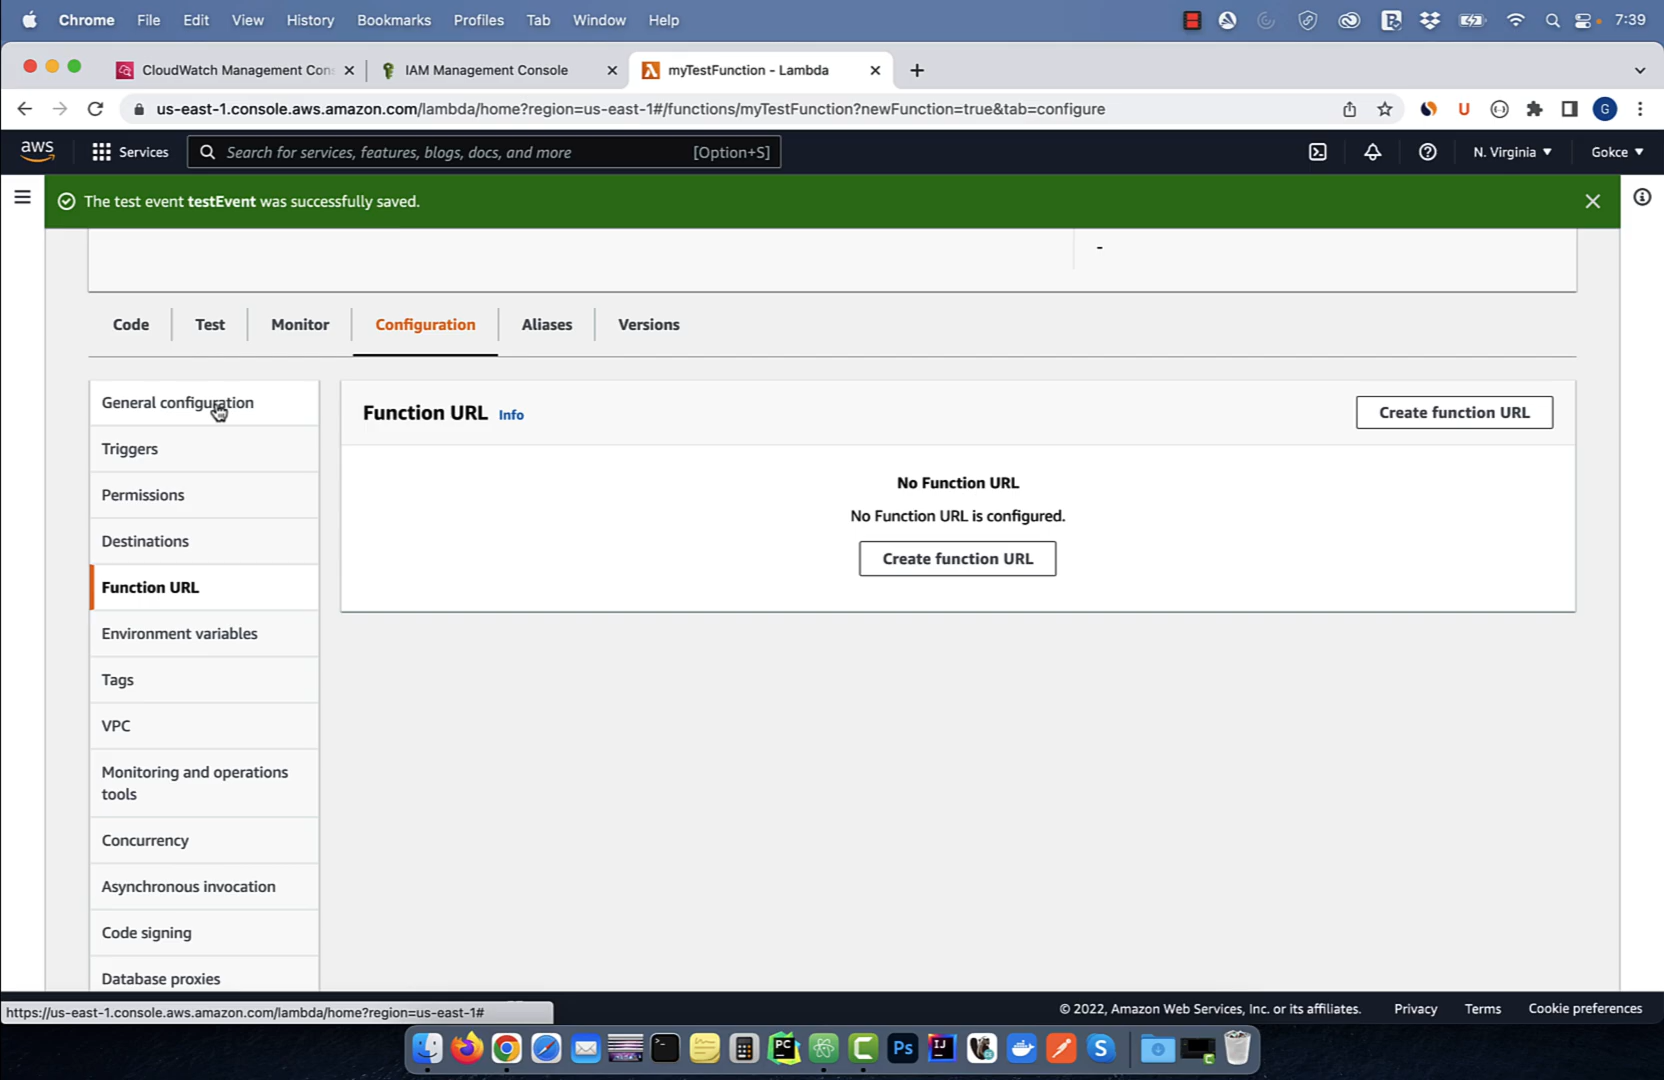 Chrome File Edit View History Bookmarks Profiles Tab Window Help 7:39
CloudWatch Management Con
IAM Management Console
myTestFunction - Lambda
us-east-1.console.aws.amazon.com/lambda/home?region=us-east-1#/functions/myTestFunction?newFunction=true&tab=configure
U
G
aws Services Search for services, features, blogs, docs, and more [Option+S] N. Virginia Gokce
The test event testEvent was successfully saved.
-
Code Test Monitor Configuration Aliases Versions
General configuration
Triggers
Permissions
Destinations
Function URL
Environment variables
Tags
VPC
Monitoring and operations
tools
Concurrency
Asynchronous invocation
Code signing
Database proxies
Function URL Info
Create function URL
No Function URL
No Function URL is configured.
Create function URL
https://us-east-1.console.aws.amazon.com/lambda/home?region=us-east-1#
© 2022, Amazon Web Services, Inc. or its affiliates. Privacy Terms Cookie preferences
PC
Ps
IJ
S